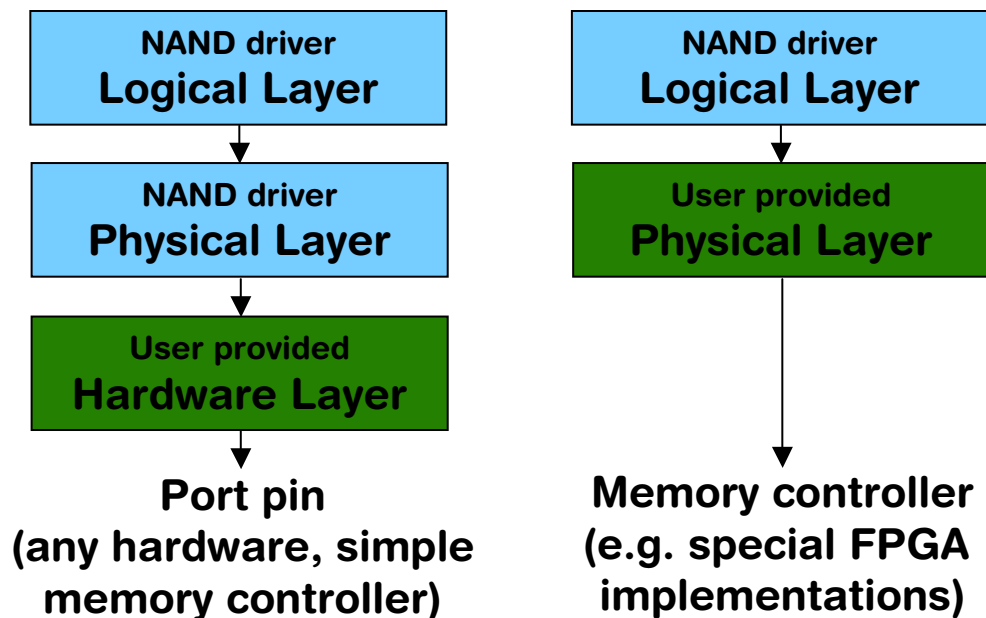 NAND driver
Logical Layer
NAND driver
Physical Layer
User provided
Hardware Layer
Port pin
(any hardware, simple
memory controller)
NAND driver
Logical Layer
User provided
Physical Layer
Memory controller
(e.g. special FPGA
implementations)